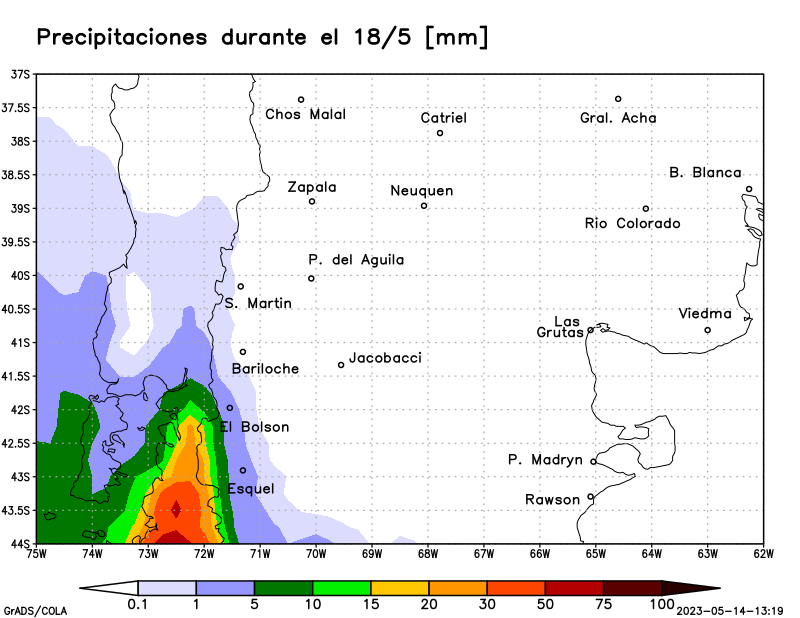 Precipitaciones durante el 18/5 [mm]
37S
37.5S
38S
38.5S
39S
39.5S
40S
40.5S
41S
41.5S
42S
42.5S
43S
43.5S
44S
Chos Malal
Catriel
Gral. Acha
B. Blanca
Zapala
Neuquen
Rio Colorado
P. del Aguila
S. Martin
Viedma
Las
Grutas
Jacobacci
Bariloche
El Bolson
P. Madryn
Esquel
Rawson
75W 74W 73W 72W 71W 70W 69W 68W 67W 66W 65W 64W 63W 62W
0.1 1 5 10 15 20 30 50 75 100
GrADS/COLA
2023-05-14-13:19